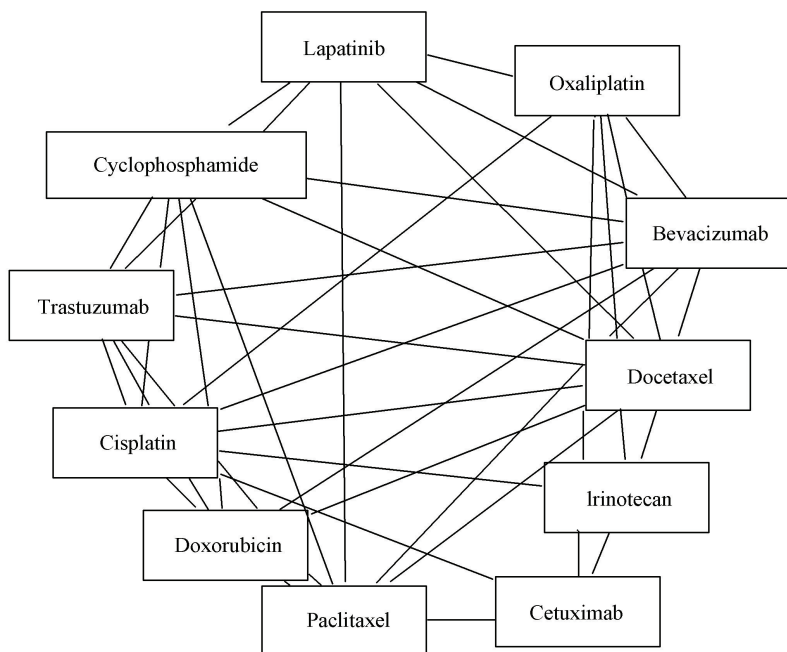 Lapatinib
Oxaliplatin
Cyclophosphamide
Bevacizumab
Trastuzumab
Docetaxel
Cisplatin
Irinotecan
Doxorubicin
Cetuximab
Paclitaxel